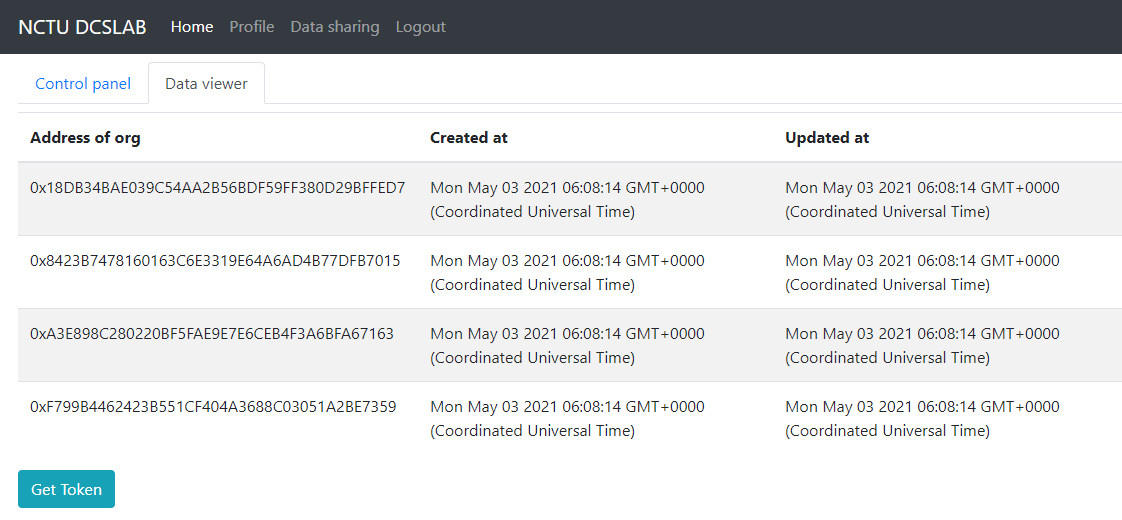 NCTU DCSLAB Home Profile Data sharing Logout
Control panel Data viewer
Address of org Created at Updated at
0x18DB34BAE039C54AA2B56BDF59FF380D29BFFED7 Mon May 03 2021 06:08:14 GMT+0000 Mon May 03 2021 06:08:14 GMT+0000
(Coordinated Universal Time) (Coordinated Universal Time)
0x8423B7478160163C6E3319E64A6AD4B77DFB7015 Mon May 03 2021 06:08:14 GMT+0000 Mon May 03 2021 06:08:14 GMT+0000
(Coordinated Universal Time) (Coordinated Universal Time)
0xA3E898C280220BF5FAE9E7E6CEB4F3A6BFA67163 Mon May 03 2021 06:08:14 GMT+0000 Mon May 03 2021 06:08:14 GMT+0000
(Coordinated Universal Time) (Coordinated Universal Time)
0xF799B4462423B551CF404A3688C03051A2BE7359 Mon May 03 2021 06:08:14 GMT+0000 Mon May 03 2021 06:08:14 GMT+0000
(Coordinated Universal Time) (Coordinated Universal Time)
Get Token